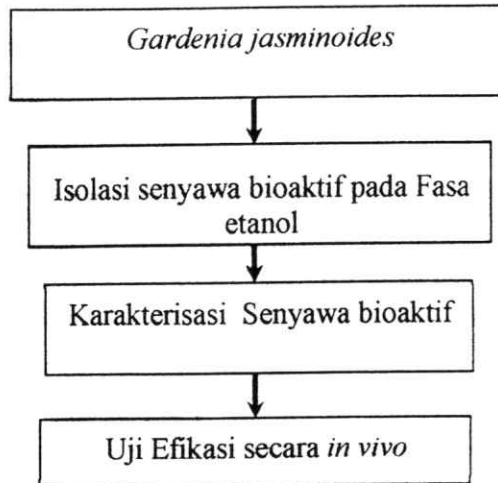 Gardenia jasminoides
Isolasi senyawa bioaktif pada Fasa
etanol
Karakterisasi Senyawa bioaktif
Uji Efikasi secara in vivo